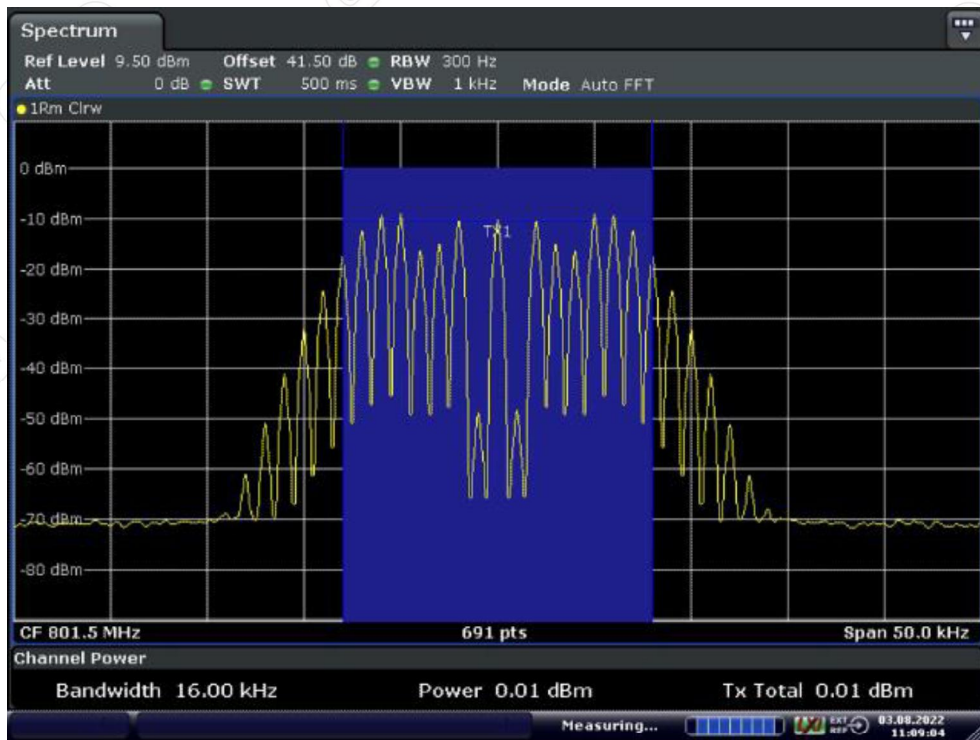 Spectrum
Ref Level 9.50 dBm Offset 41.50 dB RBW 300 Hz
Att 0 dB SWT 500 ms VBW 1 kHz Mode Auto FFT
1Rm Clrw
0 dBm
-10 dBm
TX1
-20 dBm
-30 dBm
-40 dBm
-50 dBm
-60 dBm
-70 dBm
-80 dBm
CF 801.5 MHz 691 pts Span 50.0 kHz
Channel Power
Bandwidth 16.00 kHz Power 0.01 dBm Tx Total 0.01 dBm
Measuring... LXI EXT REF 03.08.2022
11:09:04